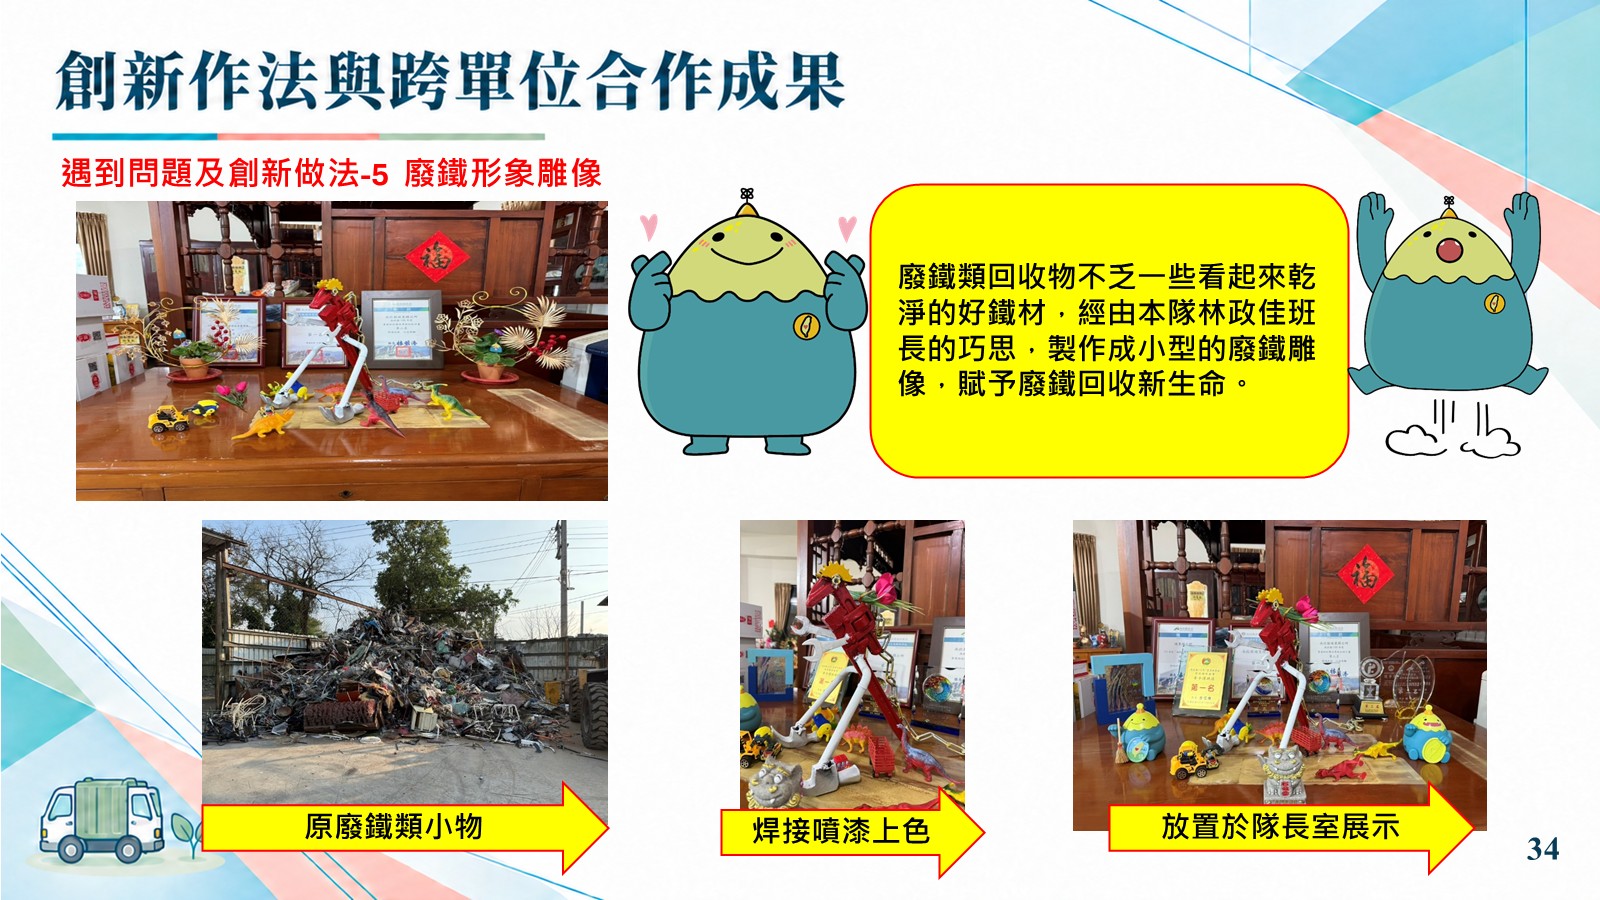 創新作法與跨單位合作成果
遇到問題及創新做法-5 廢鐵形象雕像
福
廢鐵類回收物不乏一些看起來乾
淨的好鐵材，經由本隊林政佳班
長的巧思，製作成小型的廢鐵雕
像，賦予廢鐵回收新生命。
福
第一名
原廢鐵類小物
焊接噴漆上色
放置於隊長室展示
34